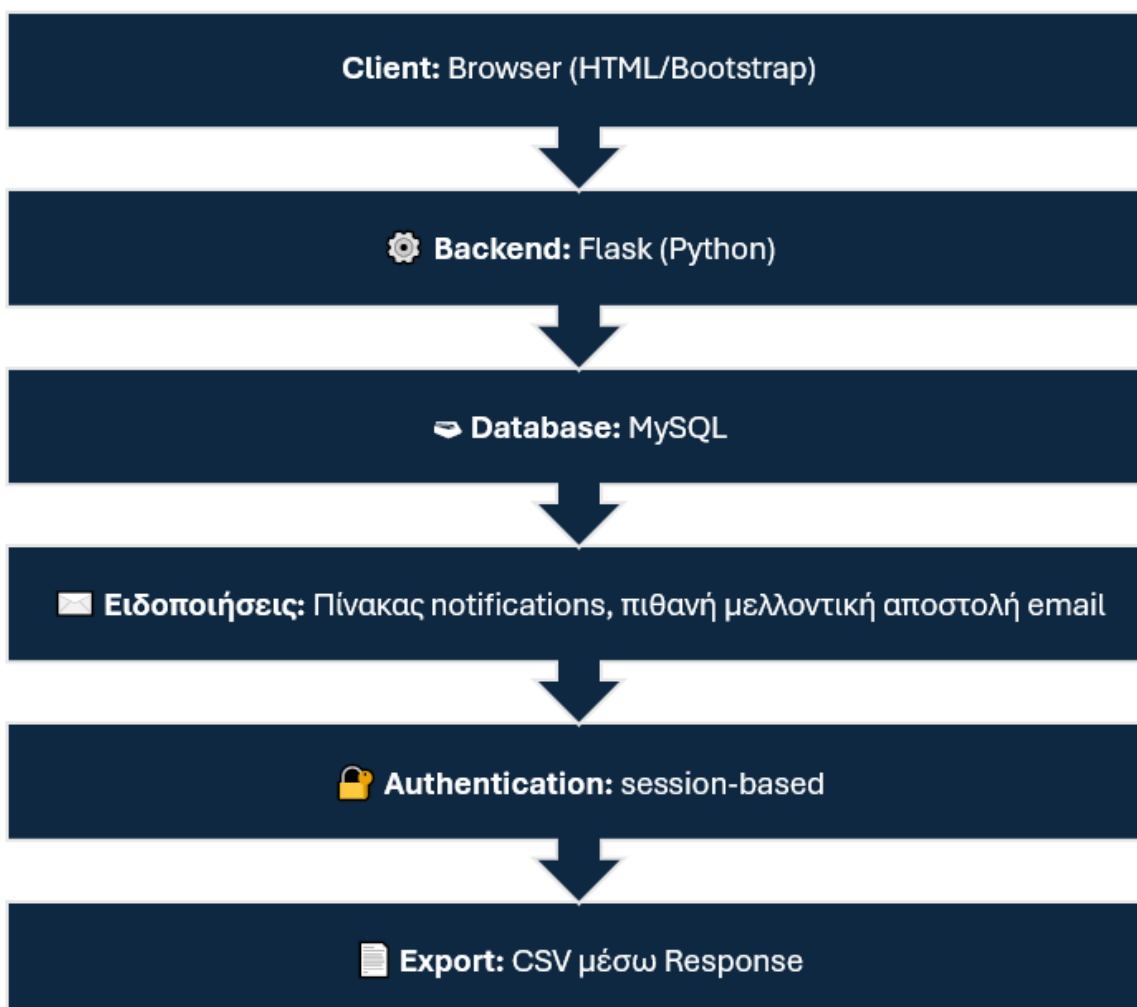 Client: Browser (HTML/Bootstrap)
⚙️ Backend: Flask (Python)
Database: MySQL
✉️ Ειδοποιήσεις: Πίνακας notifications, πιθανή μελλοντική αποστολή email
🔐 Authentication: session-based
📄 Export: CSV μέσω Response